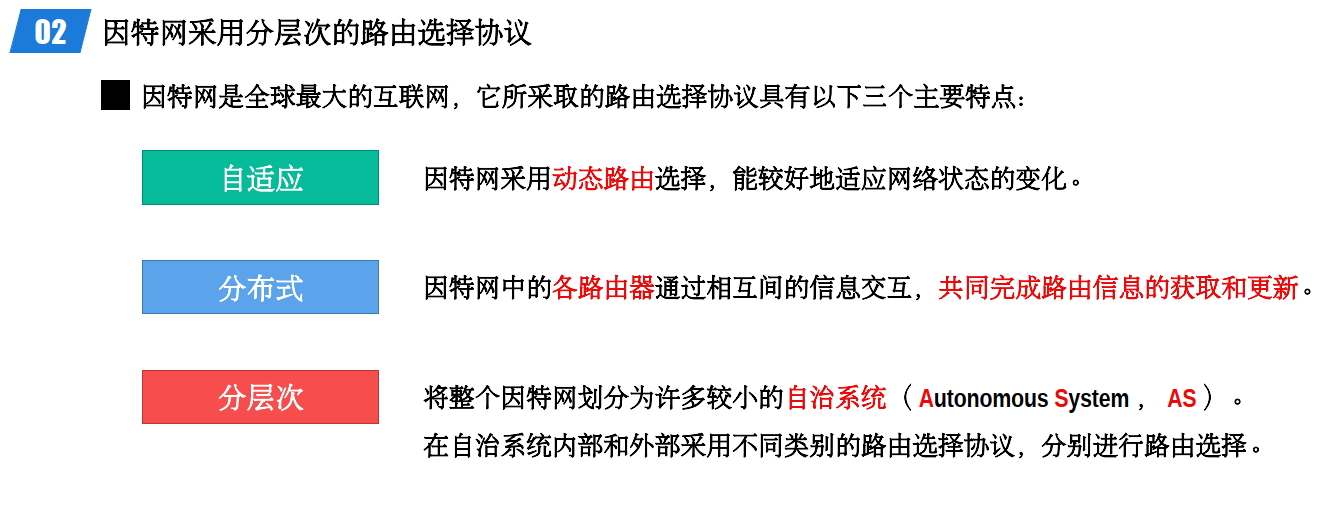 02 因特网采用分层次的路由选择协议
因特网是全球最大的互联网，它所采取的路由选择协议具有以下三个主要特点：
自适应 因特网采用动态路由选择，能较好地适应网络状态的变化。
分布式 因特网中的各路由器通过相互间的信息交互，共同完成路由信息的获取和更新。
分层次 将整个因特网划分为许多较小的自治系统（Autonomous System，AS）。
在自治系统内部和外部采用不同类别的路由选择协议，分别进行路由选择。